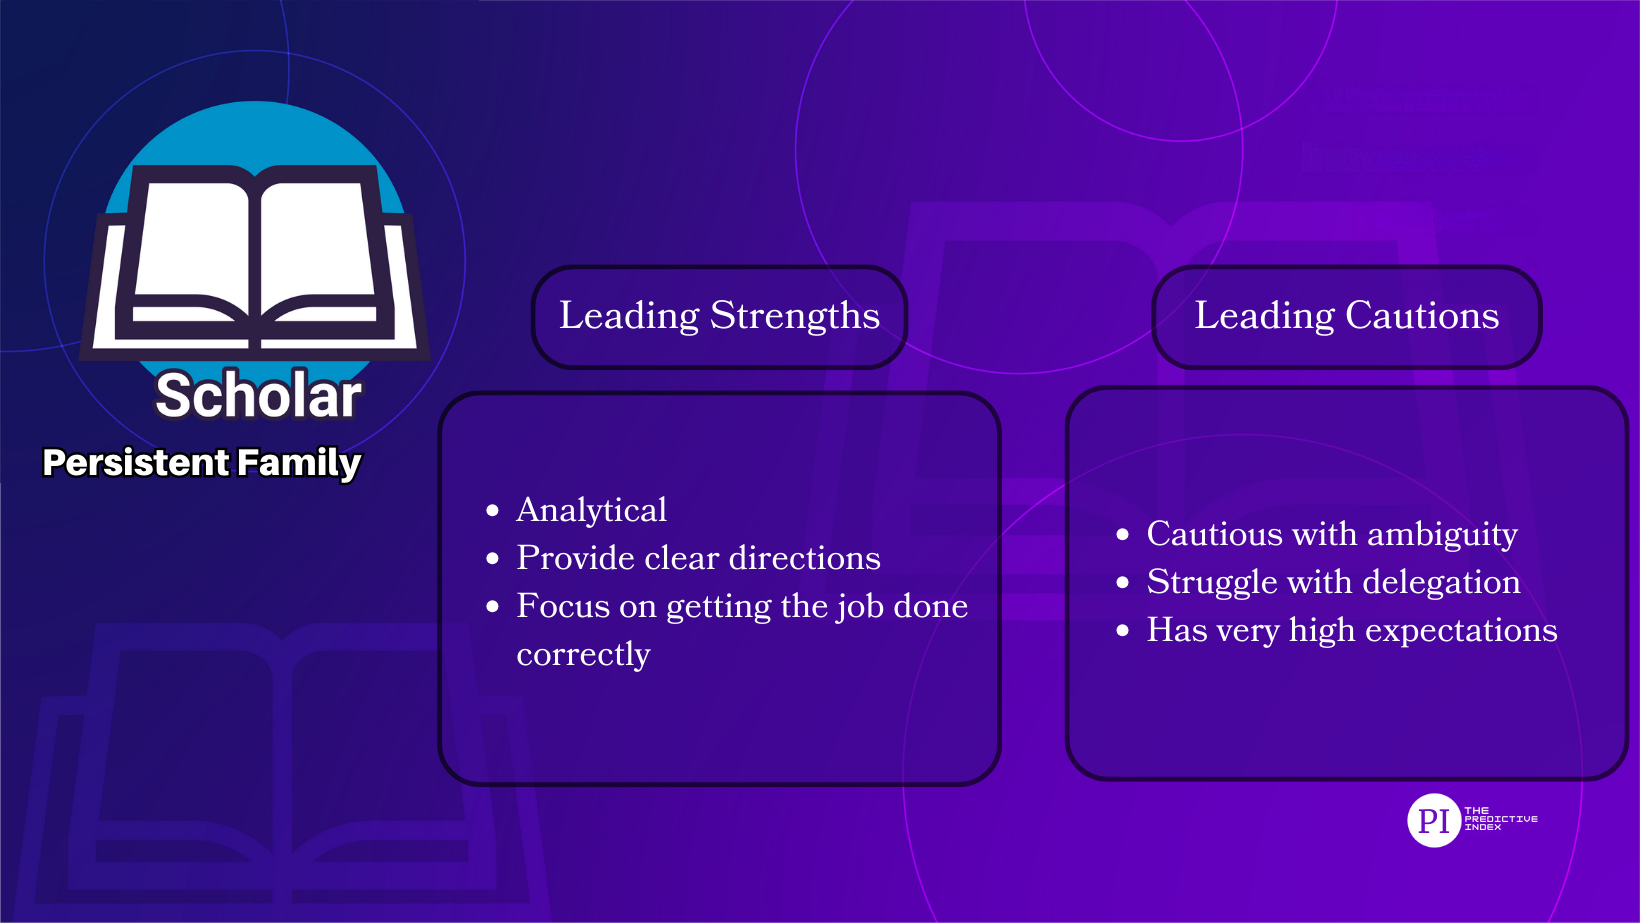 Scholar
Persistent Family
Leading Strengths
Analytical
Provide clear directions
Focus on getting the job done
correctly
Leading Cautions
Cautious with ambiguity
Struggle with delegation
Has very high expectations
PI
THE
PREDICTIVE
INDEX